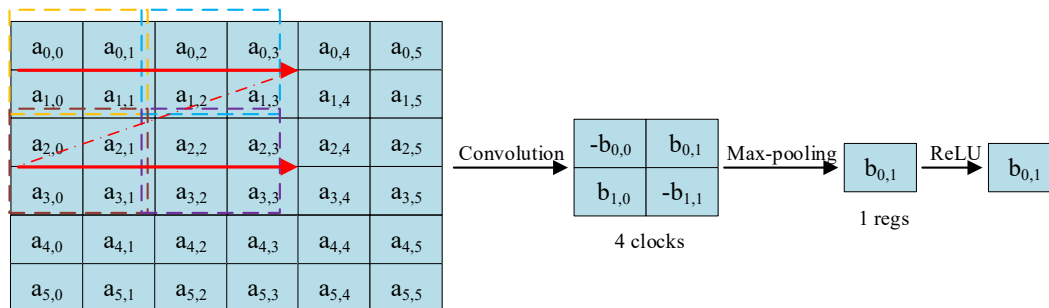 a0,0 a0,1 a0,2 a0,3 a0,4 a0,5
a1,0 a1,1 a1,2 a1,3 a1,4 a1,5
a2,0 a2,1 a2,2 a2,3 a2,4 a2,5
a3,0 a3,1 a3,2 a3,3 a3,4 a3,5
a4,0 a4,1 a4,2 a4,3 a4,4 a4,5
a5,0 a5,1 a5,2 a5,3 a5,4 a5,5
Convolution
-b0,0 b0,1
b1,0 -b1,1
4 clocks
Max-pooling
b0,1
1 regs
ReLU
b0,1